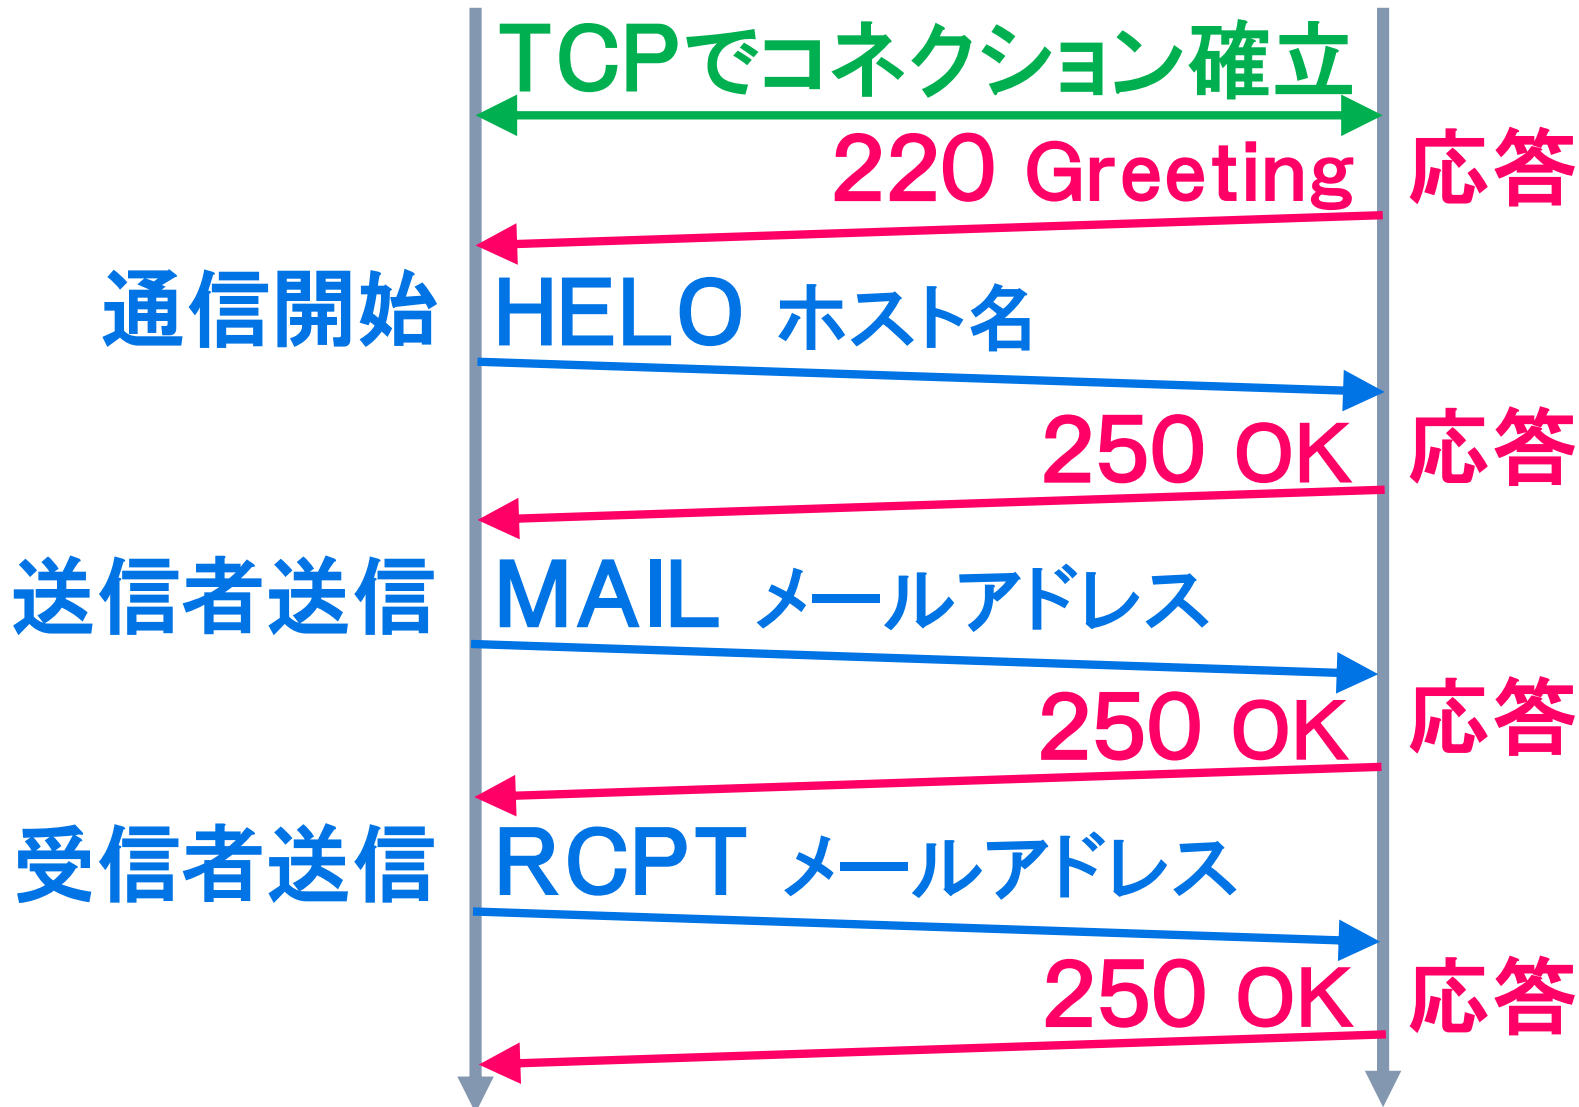 TCPでコネクション確立
220 Greeting 応答
通信開始 HELO ホスト名
250 OK 応答
送信者送信 MAIL メールアドレス
250 OK 応答
受信者送信 RCPT メールアドレス
250 OK 応答